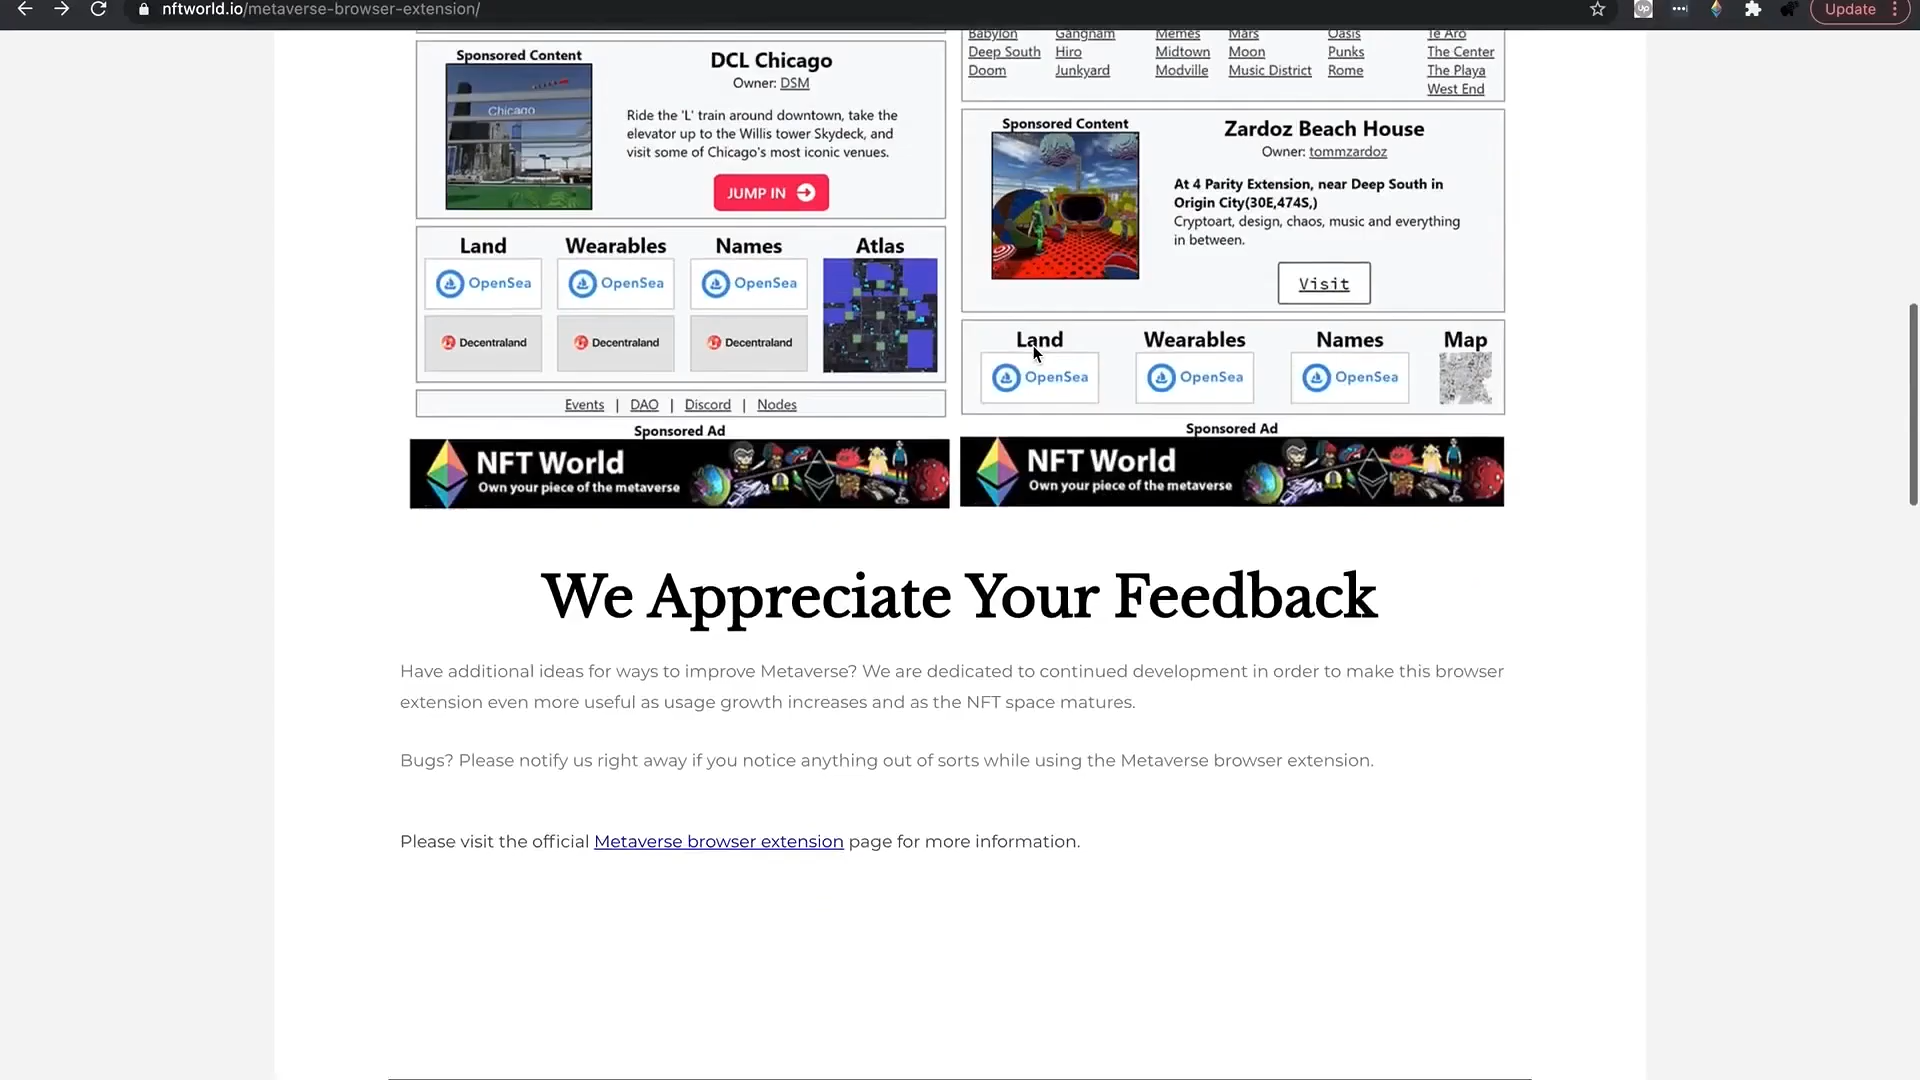 nftworld.io/metaverse-browser-extension/
Update
Sponsored Content
Chicago
DCL Chicago
Owner: DSM
Ride the 'L' train around downtown, take the
elevator up to the Willis tower Skydeck, and
visit some of Chicago's most iconic venues.
JUMP IN
Land Wearables Names Atlas
OpenSea OpenSea OpenSea
Decentraland Decentraland Decentraland
Events | DAO | Discord | Nodes
Sponsored Ad
NFT World
Own your piece of the metaverse
Babylon Gangnam Memes Mars Oasis Te Aro
Deep South Hiro Midtown Moon Punks The Center
Doom Junkyard Modville Music District Rome The Playa
West End
Sponsored Content
Zardoz Beach House
Owner: tommzardoz
At 4 Parity Extension, near Deep South in
Origin City(30E,474S,)
Cryptoart, design, chaos, music and everything
in between.
Visit
Land Wearables Names Map
OpenSea OpenSea OpenSea
Sponsored Ad
NFT World
Own your piece of the metaverse
We Appreciate Your Feedback
Have additional ideas for ways to improve Metaverse? We are dedicated to continued development in order to make this browser
extension even more useful as usage growth increases and as the NFT space matures.
Bugs? Please notify us right away if you notice anything out of sorts while using the Metaverse browser extension.
Please visit the official Metaverse browser extension page for more information.